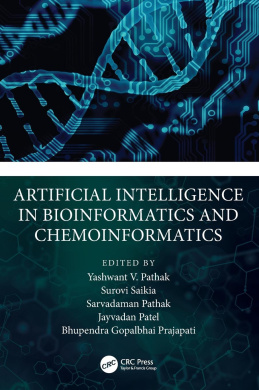 ARTIFICIAL INTELLIGENCE
IN BIOINFORMATICS AND
CHEMOINFORMATICS
EDITED BY
Yashwant V. Pathak
Surovi Saikia
Sarvadaman Pathak
Jayvadan Patel
Bhupendra Gopalbhai Prajapati
CRC CRC Press
Taylor & Francis Group